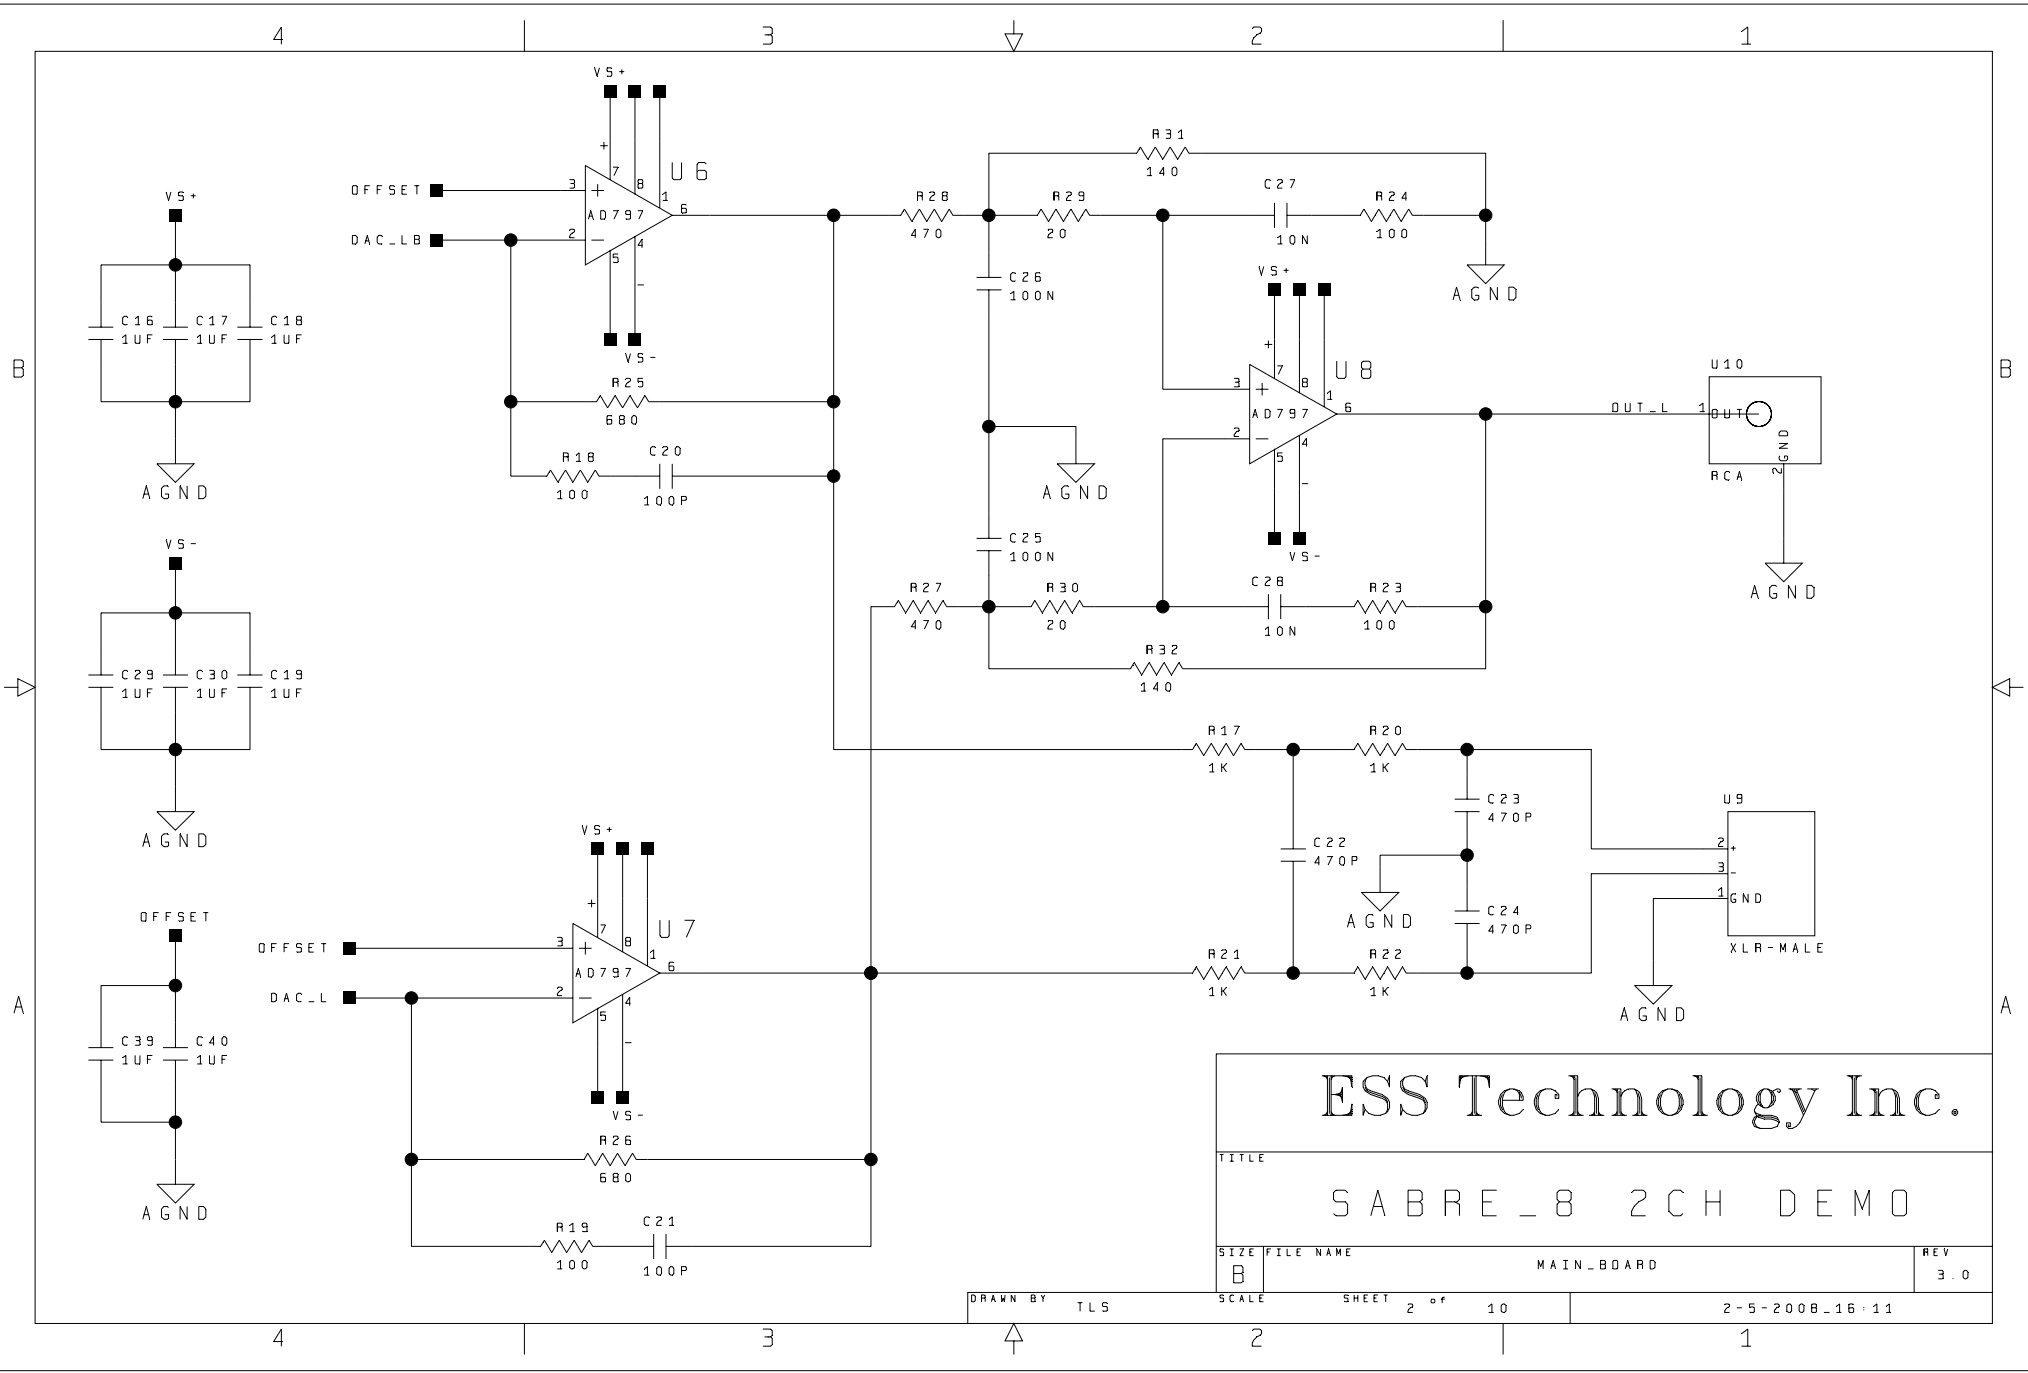 4 3 2 1
VS+
U6
OFFSET 3 + 7 8 1
AD797 6
DAC_LB 2 - 5 4
VS-
R25
680
R18
100
C20
100P
VS+
C16
1UF
C17
1UF
C18
1UF
AGND
VS-
C29
1UF
C30
1UF
C19
1UF
AGND
OFFSET
C39
1UF
C40
1UF
AGND
R31
140
R28
470
R29
20
C27
10N
R24
100
AGND
C26
100N
AGND
C25
100N
VS+
U8
3 + 7 8 1
AD797 6
2 - 5 4
VS-
R27
470
R30
20
C28
10N
R23
100
R32
140
OUT_L
U10
1 OUT
2 GND
RCA
AGND
VS+
U7
OFFSET 3 + 7 8 1
AD797 6
DAC_L 2 - 5 4
VS-
R26
680
R19
100
C21
100P
R17
1K
R20
1K
C22
470P
C23
470P
AGND
C24
470P
R21
1K
R22
1K
U9
2 +
3 -
1 GND
XLR-MALE
AGND
B B
A A
ESS Technology Inc.
TITLE
SABRE_8 2CH DEMO
SIZE FILE NAME REV
B MAIN_BOARD 3.0
DRAWN BY TLS SCALE SHEET 2 of 10 2-5-2008_16:11
4 3 2 1